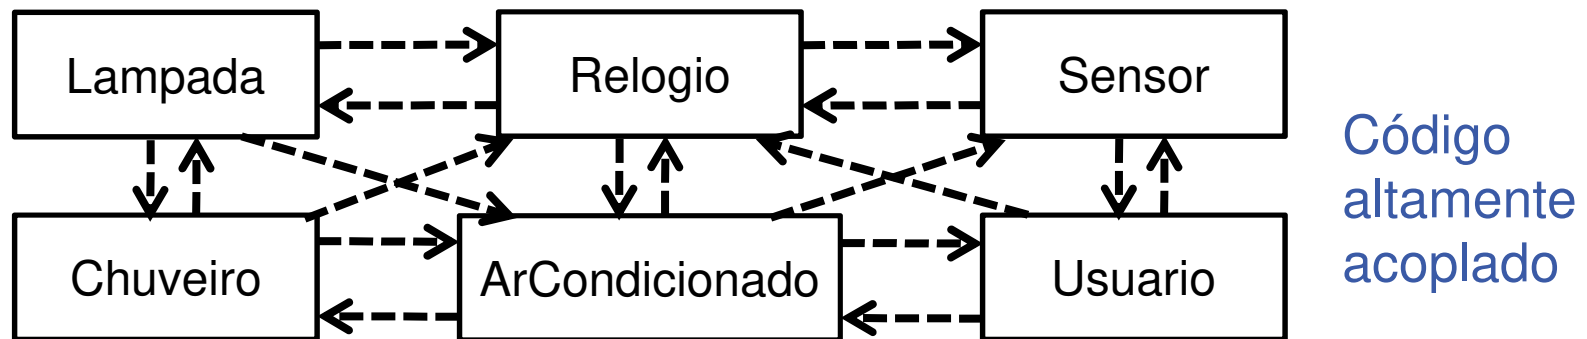 Lampada
Relogio
Sensor
Código
altamente
acoplado
Chuveiro
ArCondicionado
Usuario